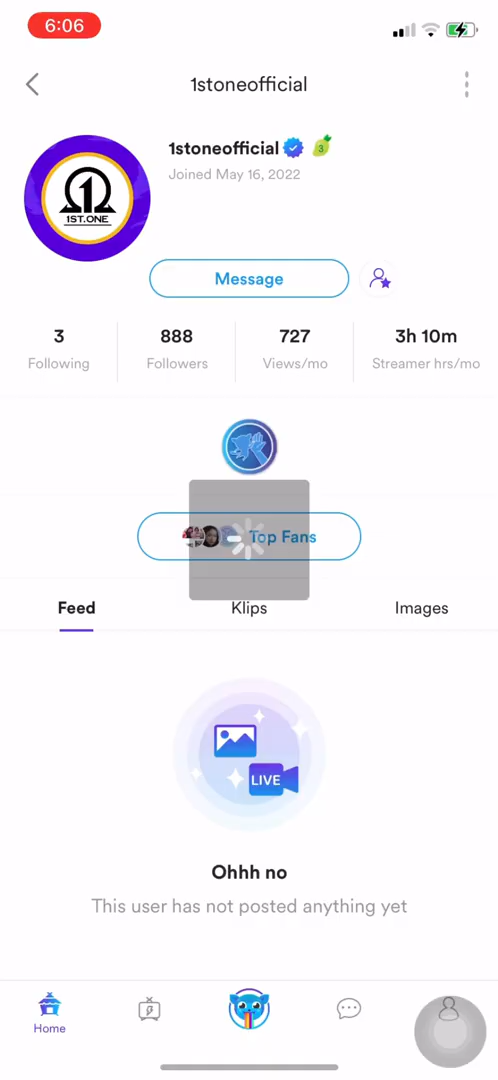 6:06
1stoneofficial
1stoneofficial 3
Joined May 16, 2022
1ST.ONE
Message
3 888 727 3h 10m
Following Followers Views/mo Streamer hrs/mo
Top Fans
Feed Klips Images
LIVE
Ohhh no
This user has not posted anything yet
Home